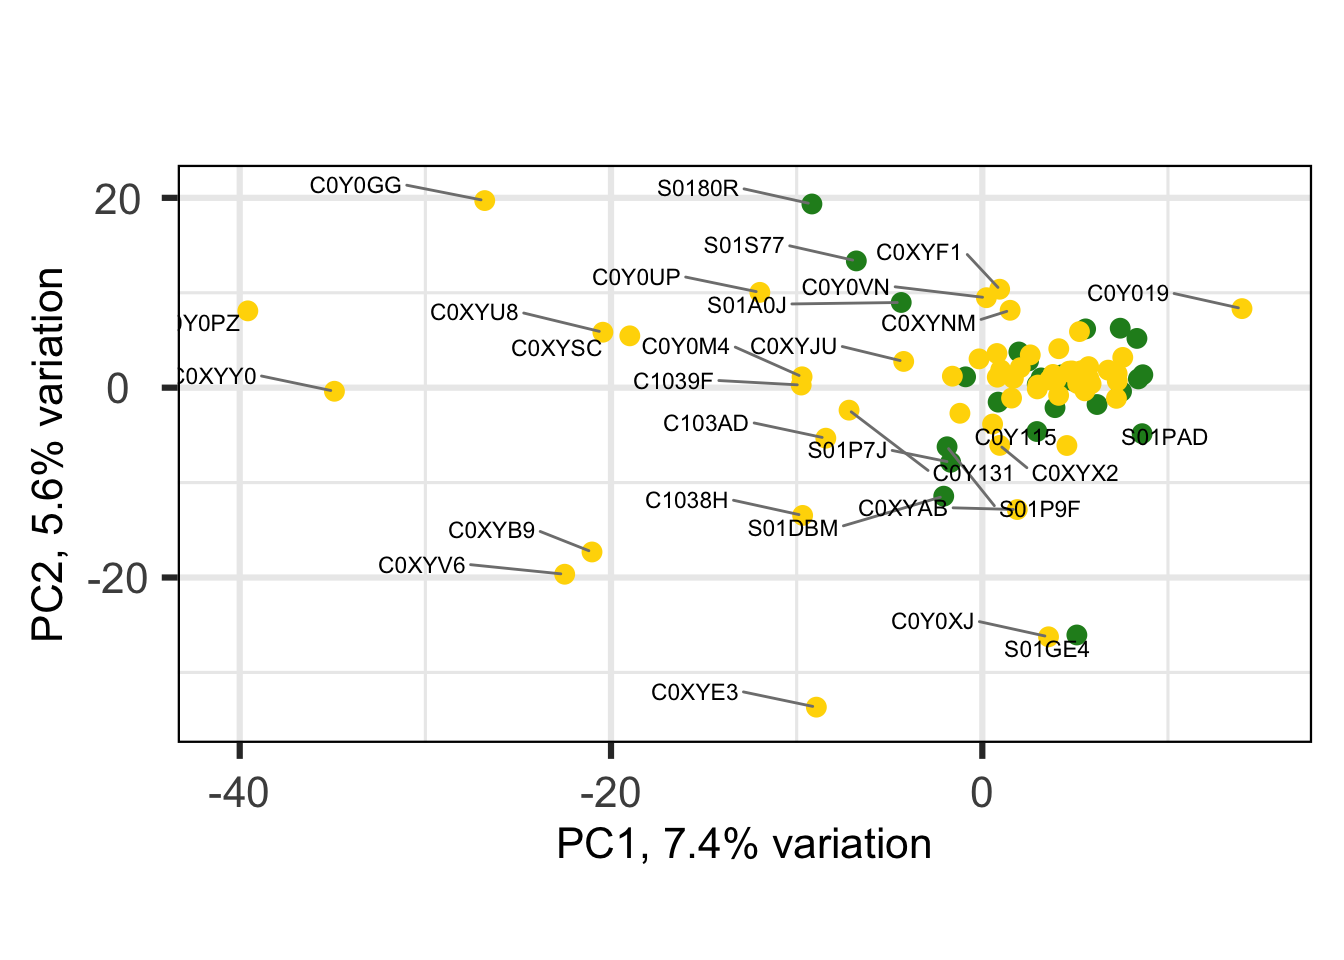 C0Y0GG
S0180R
S01S77
C0XYF1
C0Y0UP
C0Y0VN
S01A0J
C0Y019
C0XYU8
0Y0PZ
C0XYNM
C0XYSC
C0Y0M4
C0XYJU
C0XYY0
C1039F
C103AD
C0Y115
S01PAD
S01P7J
C0Y131
C0XYX2
C1038H
C0XYAB
S01P9F
S01DBM
C0XYB9
C0XYV6
C0Y0XJ
S01GE4
C0XYE3
20
0
-20
-40
-20
0
PC1, 7.4% variation
PC2, 5.6% variation